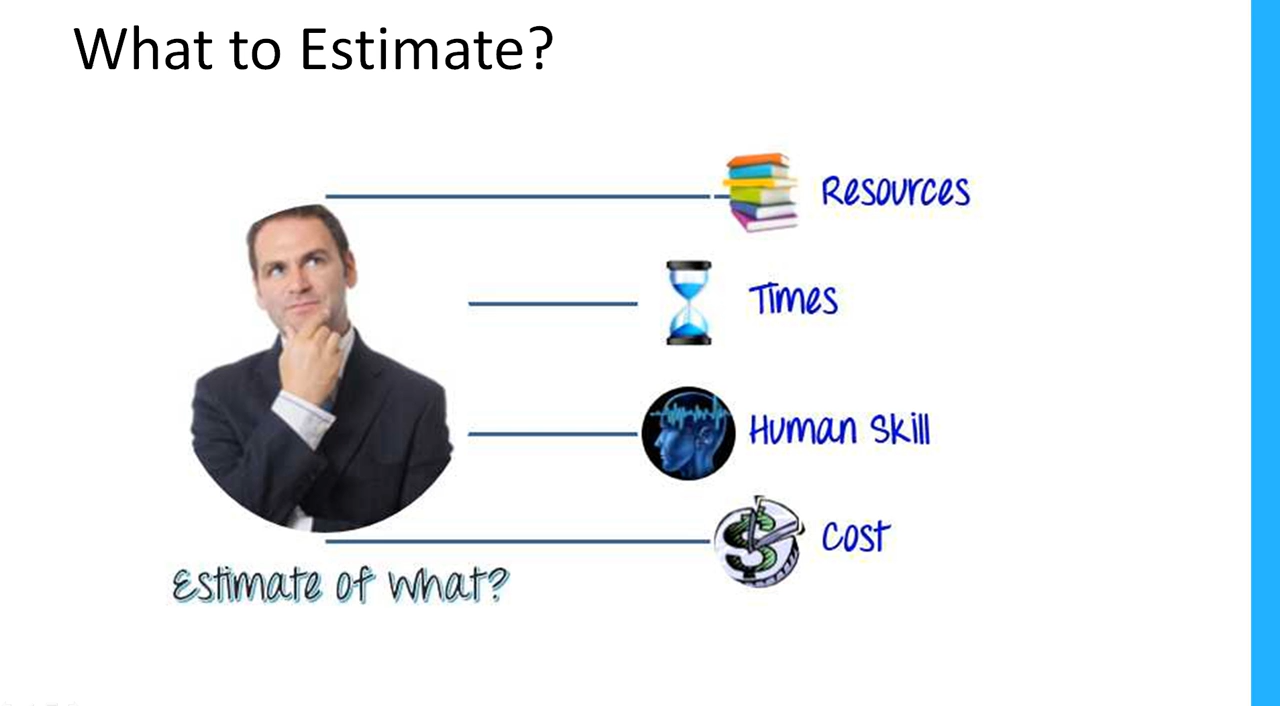 What to Estimate?
Resources
Times
Human Skill
Cost
Estimate of what?